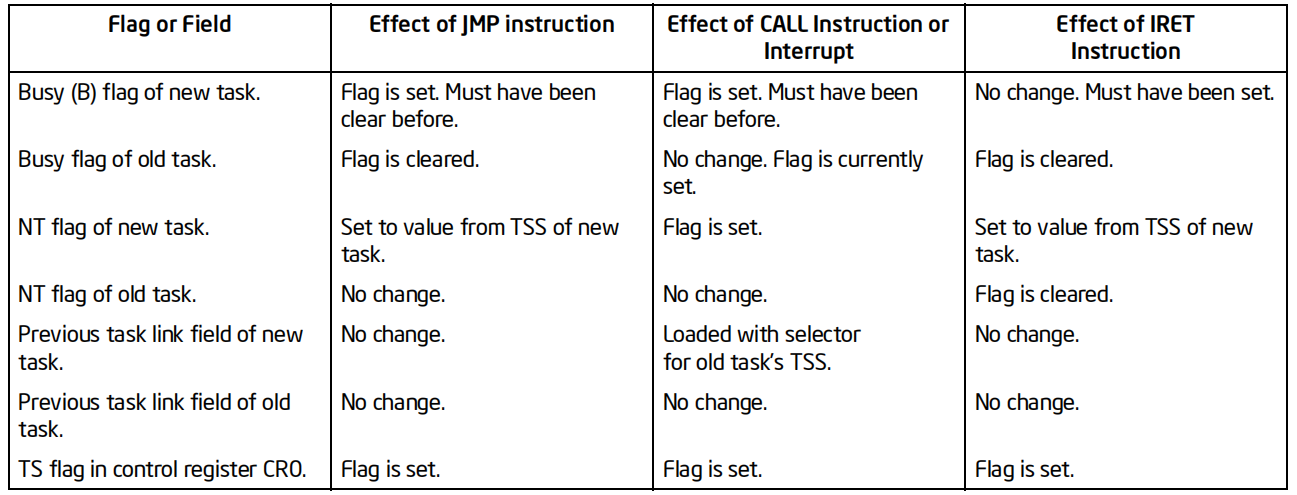 Flag or Field
Effect of JMP instruction
Effect of CALL Instruction or
Interrupt
Effect of IRET
Instruction
Busy (B) flag of new task.
Flag is set. Must have been
clear before.
Flag is set. Must have been
clear before.
No change. Must have been set.
Busy flag of old task.
Flag is cleared.
No change. Flag is currently
set.
Flag is cleared.
NT flag of new task.
Set to value from TSS of new
task.
Flag is set.
Set to value from TSS of new
task.
NT flag of old task.
No change.
No change.
Flag is cleared.
Previous task link field of new
task.
No change.
Loaded with selector
for old task's TSS.
No change.
Previous task link field of old
task.
No change.
No change.
No change.
TS flag in control register CR0.
Flag is set.
Flag is set.
Flag is set.